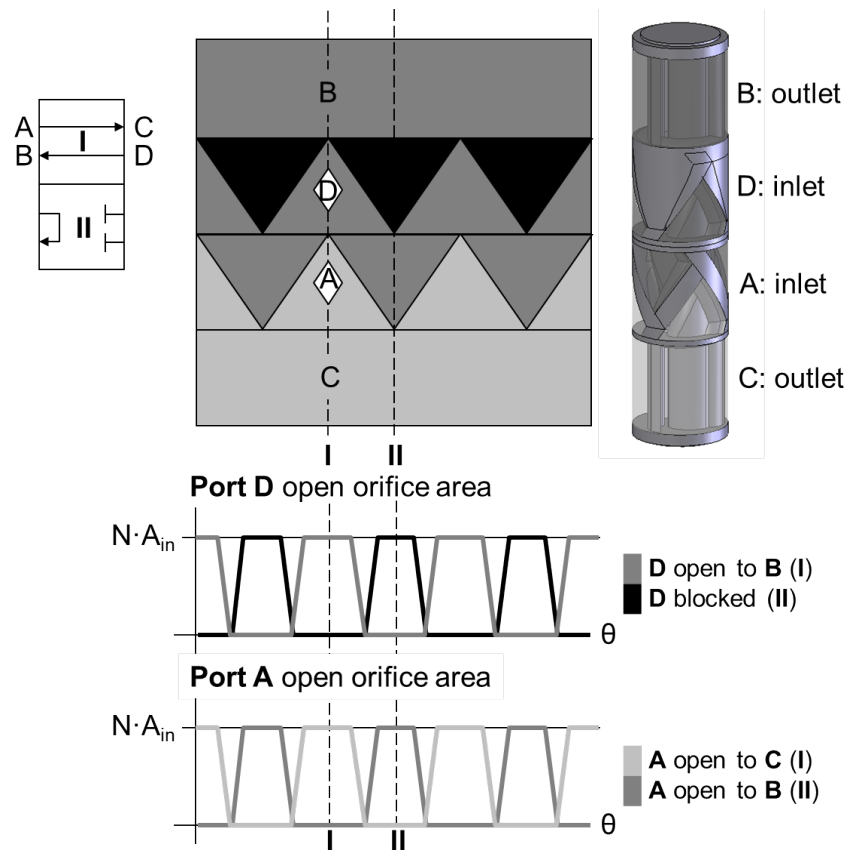 A
I
C
B
D
II
B
D
A
C
I
II
B: outlet
D: inlet
A: inlet
C: outlet
Port D open orifice area
N·Ain
θ
D open to B (I)
D blocked (II)
Port A open orifice area
N·Ain
θ
A open to C (I)
A open to B (II)
I
II